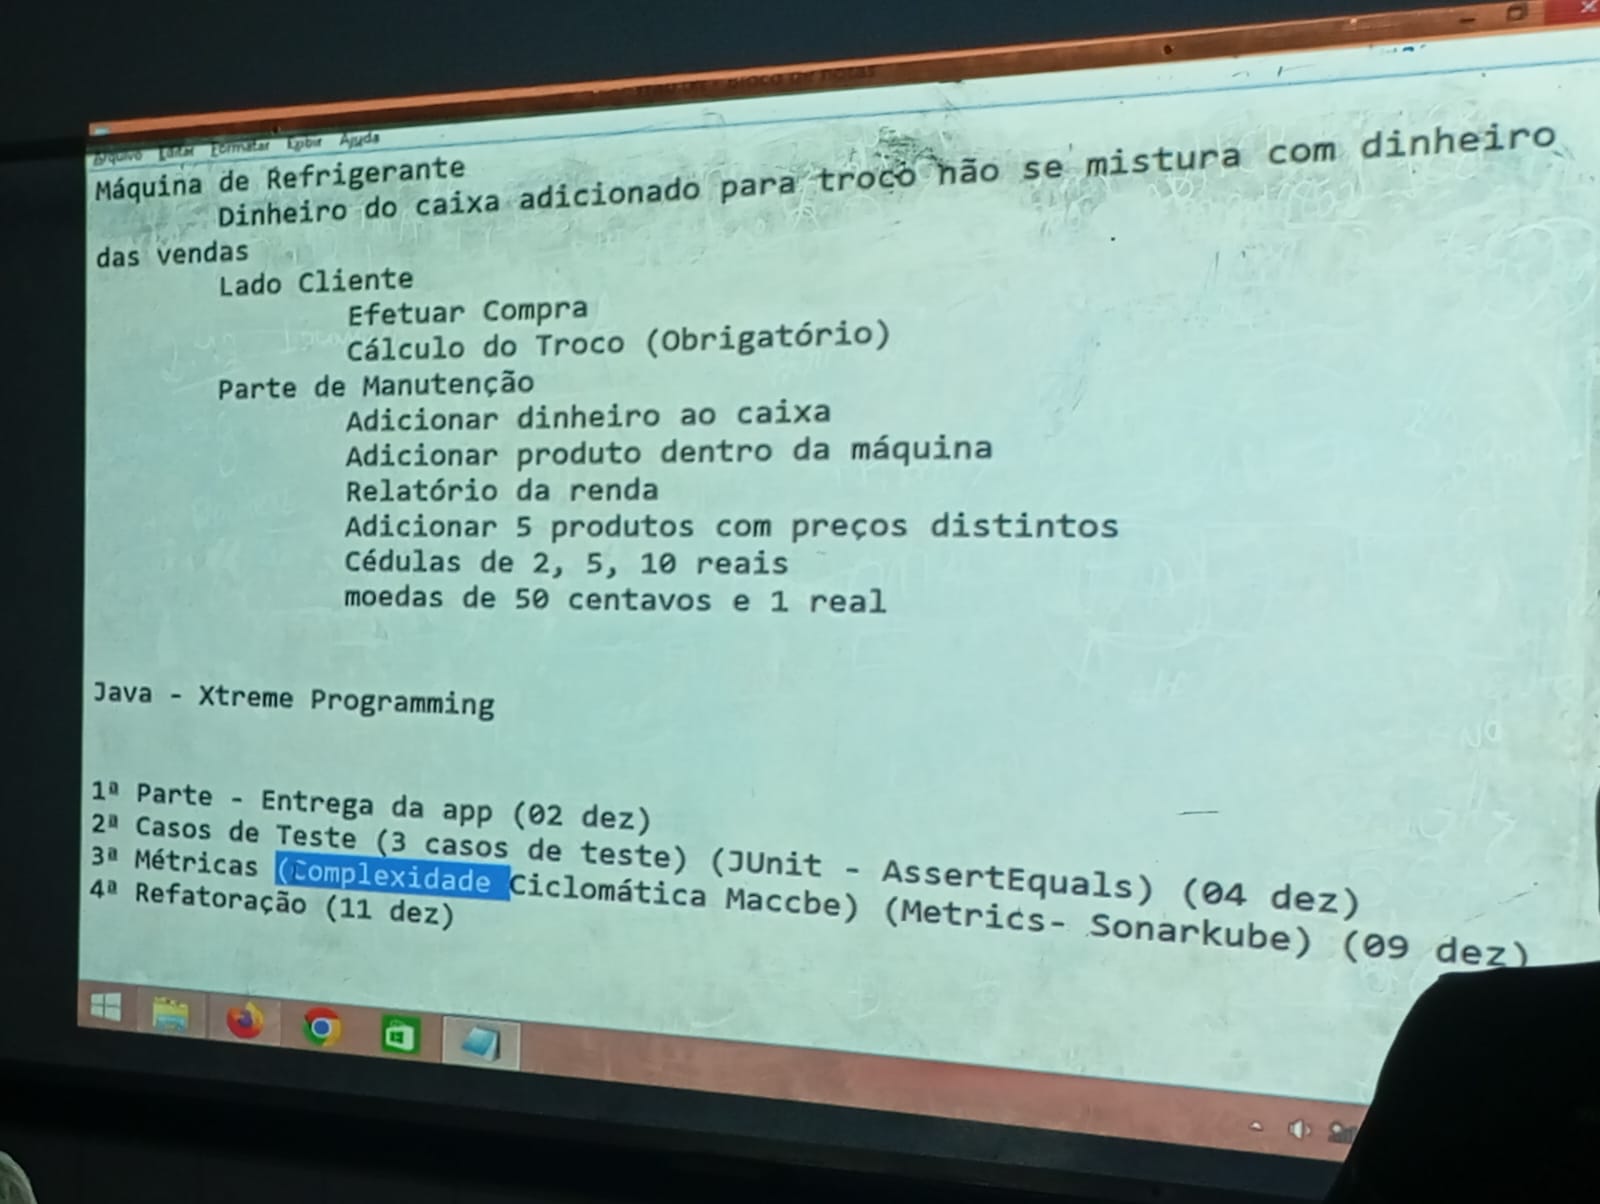 Arquivo Editar Formatar Exibir Ajuda
Máquina de Refrigerante
Dinheiro do caixa adicionado para troco não se mistura com dinheiro
das vendas
Lado Cliente
Efetuar Compra
Cálculo do Troco (Obrigatório)
Parte de Manutenção
Adicionar dinheiro ao caixa
Adicionar produto dentro da máquina
Relatório da renda
Adicionar 5 produtos com preços distintos
Cédulas de 2, 5, 10 reais
moedas de 50 centavos e 1 real
Java - Xtreme Programming
1ª Parte - Entrega da app (02 dez)
2ª Casos de Teste (3 casos de teste) (JUnit - AssertEquals) (04 dez)
3ª Métricas (Complexidade Ciclomática Maccbe) (Metrics- Sonarkube) (09 dez)
4ª Refatoração (11 dez)